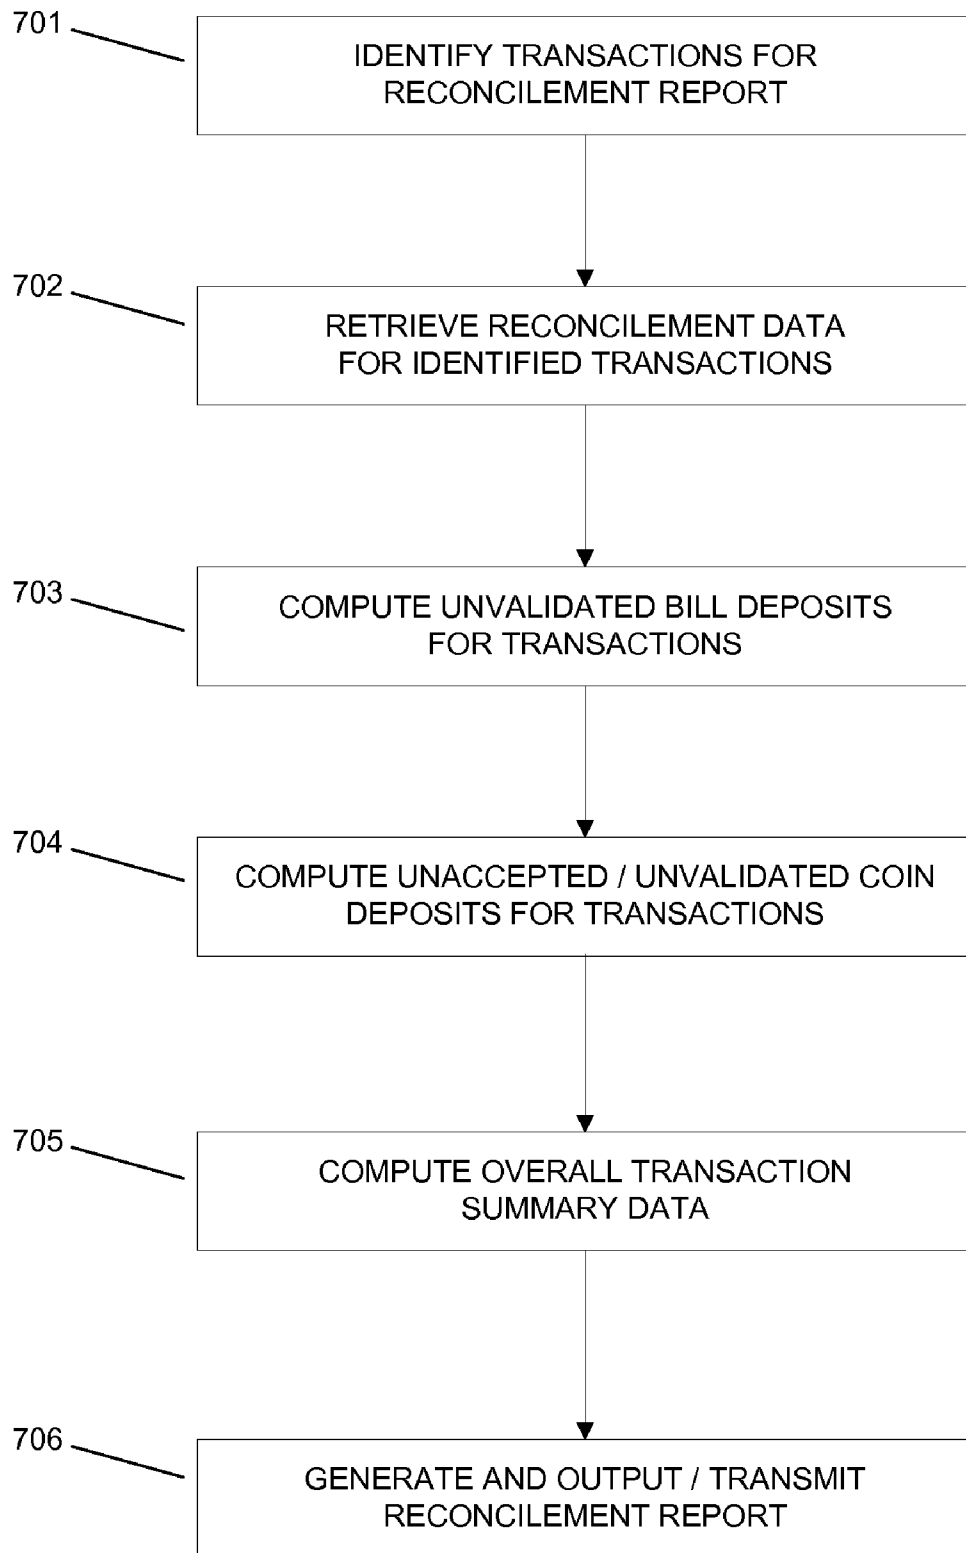 701
IDENTIFY TRANSACTIONS FOR
RECONCILEMENT REPORT
702
RETRIEVE RECONCILEMENT DATA
FOR IDENTIFIED TRANSACTIONS
703
COMPUTE UNVALIDATED BILL DEPOSITS
FOR TRANSACTIONS
704
COMPUTE UNACCEPTED / UNVALIDATED COIN
DEPOSITS FOR TRANSACTIONS
705
COMPUTE OVERALL TRANSACTION
SUMMARY DATA
706
GENERATE AND OUTPUT / TRANSMIT
RECONCILEMENT REPORT